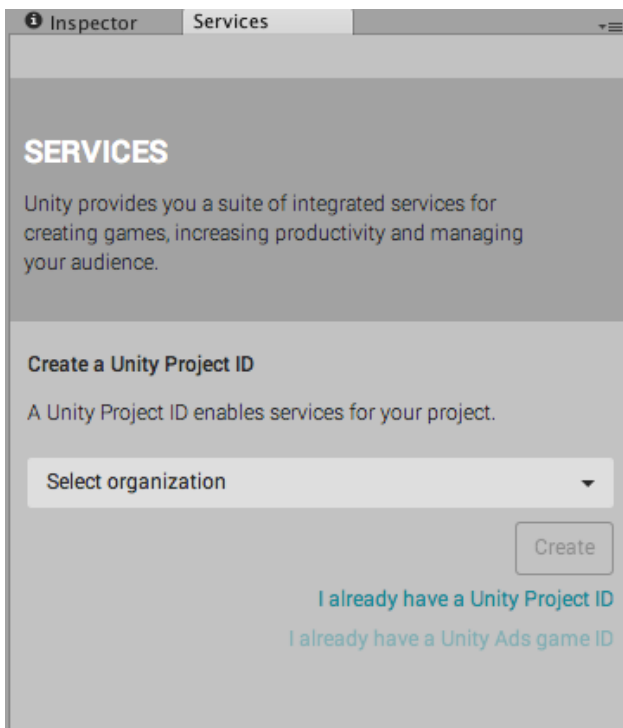 Inspector
Services
SERVICES
Unity provides you a suite of integrated services for
creating games, increasing productivity and managing
your audience.
Create a Unity Project ID
A Unity Project ID enables services for your project.
Select organization
Create
I already have a Unity Project ID
I already have a Unity Ads game ID